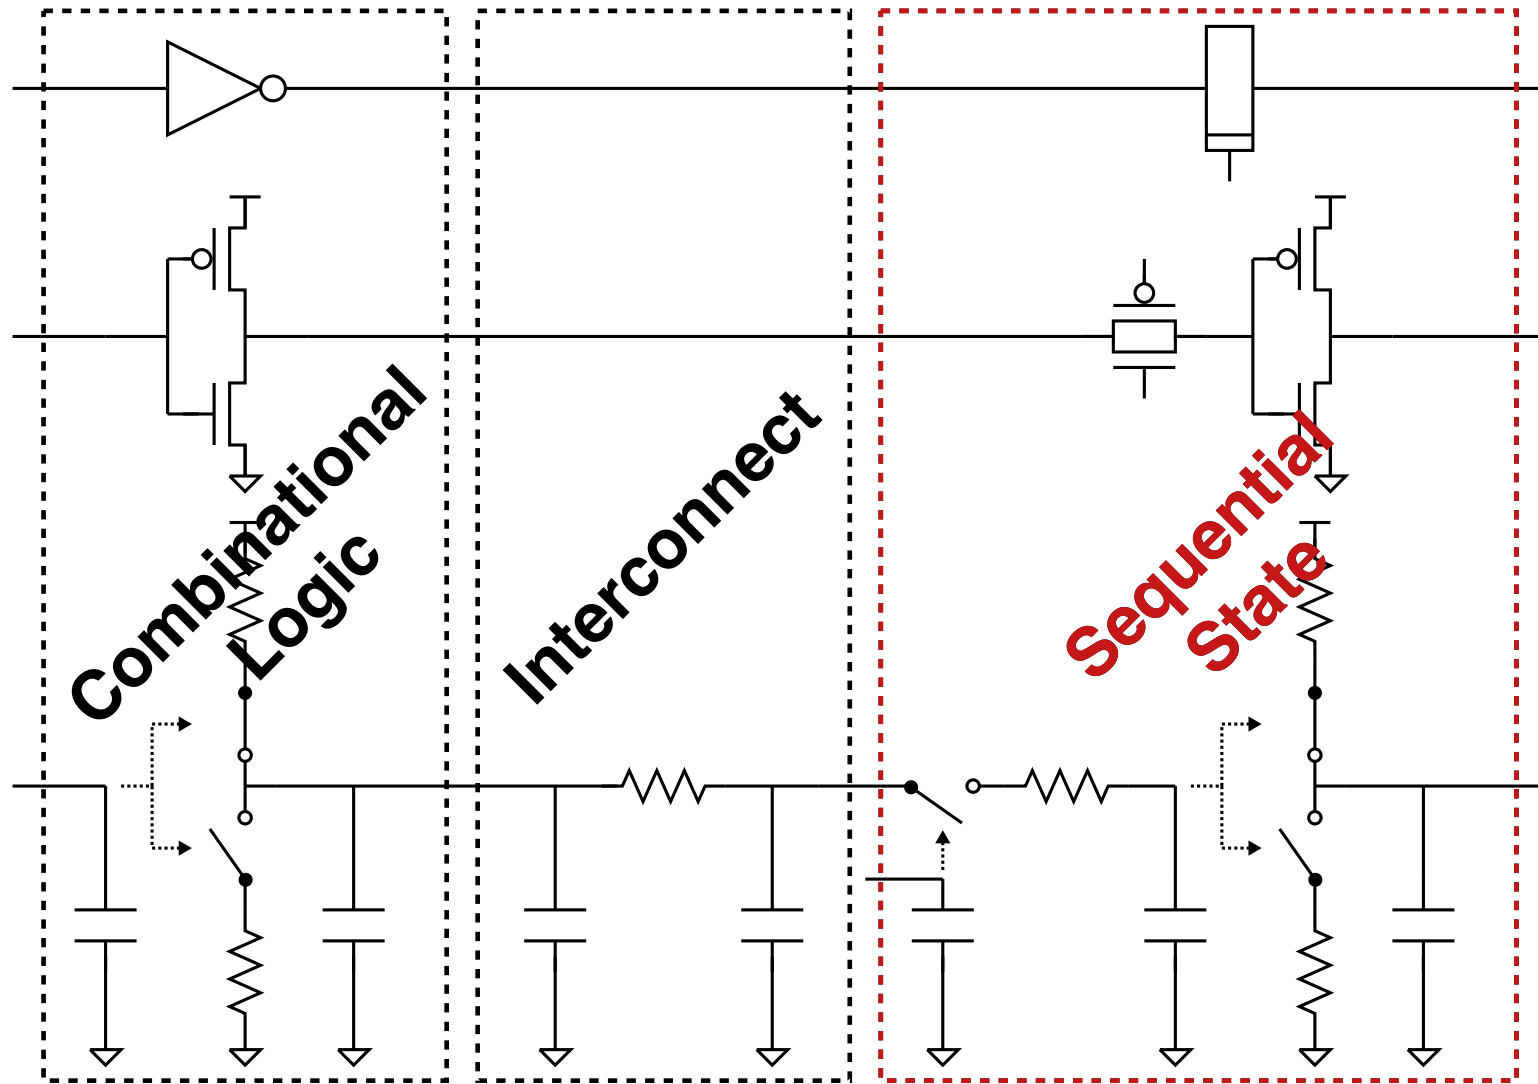 Combinational
Logic
Interconnect
Sequential
State